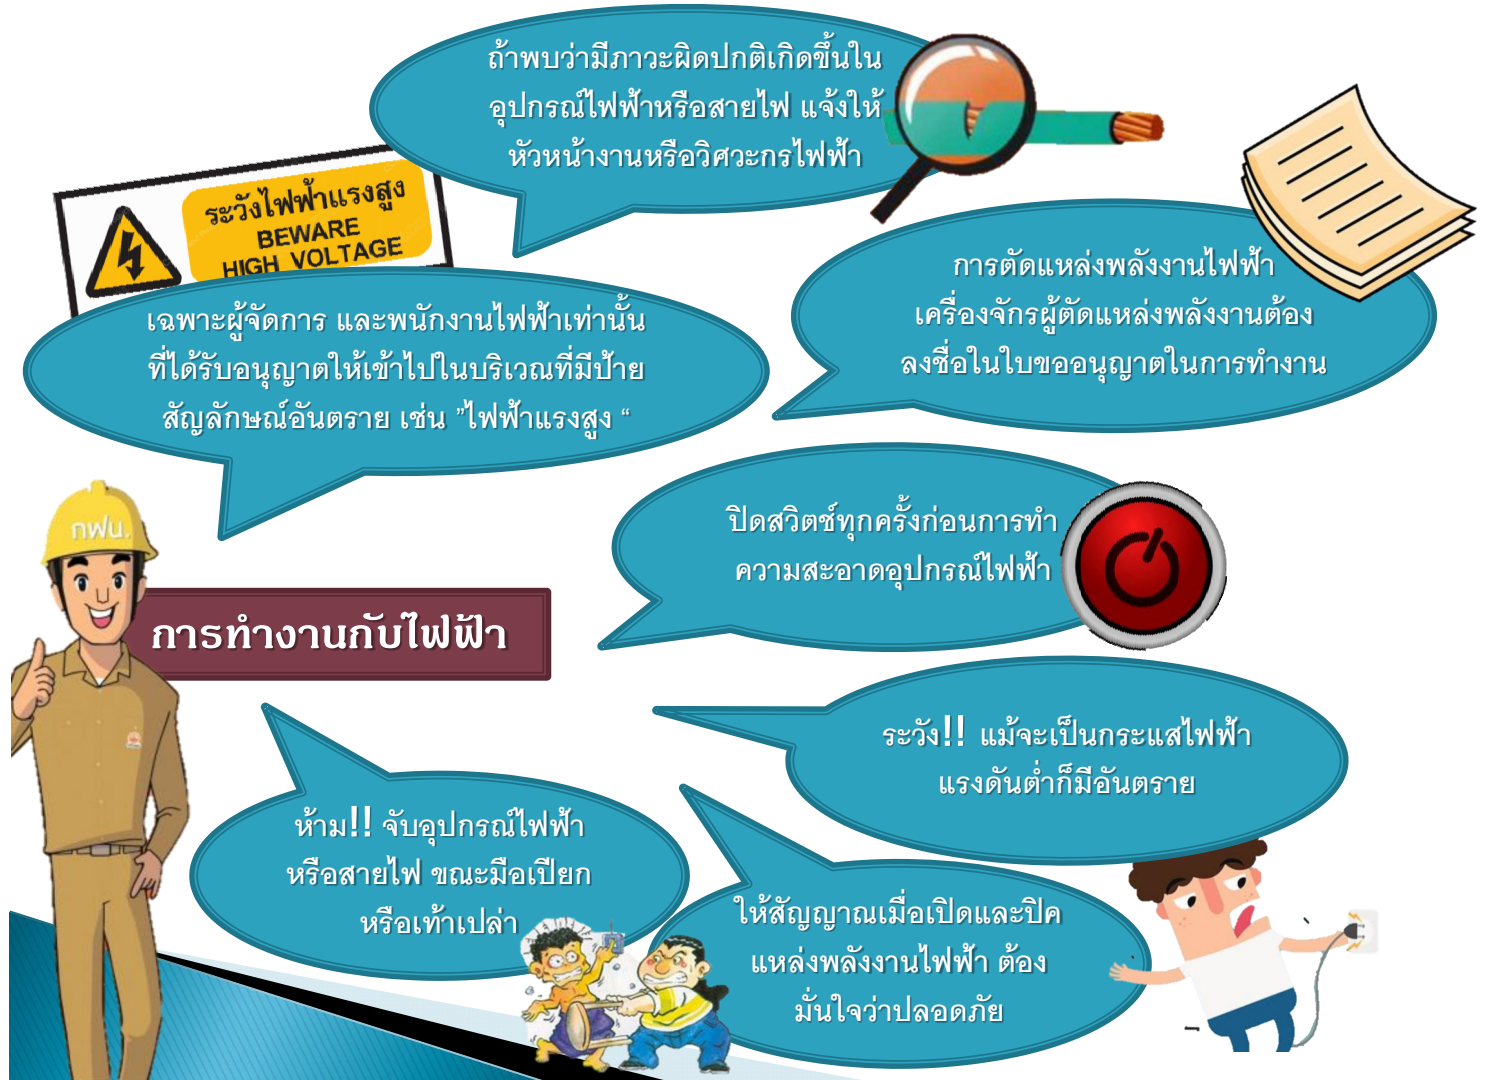 ถ้าพบว่ามีภาวะผิดปกติเกิดขึ้นใน
อุปกรณ์ไฟฟ้าหรือสายไฟ แจ้งให้
หัวหน้างานหรือวิศวะกรไฟฟ้า
ระวังไฟฟ้าแรงสูง
BEWARE
HIGH VOLTAGE
การตัดแหล่งพลังงานไฟฟ้า
เครื่องจักรผู้ตัดแหล่งพลังงานต้อง
ลงชื่อในใบขออนุญาตในการทำงาน
เฉพาะผู้จัดการ และพนักงานไฟฟ้าเท่านั้น
ที่ได้รับอนุญาตให้เข้าไปในบริเวณที่มีป้าย
สัญลักษณ์อันตราย เช่น ”ไฟฟ้าแรงสูง “
ปิดสวิตช์ทุกครั้งก่อนการทำ
ความสะอาดอุปกรณ์ไฟฟ้า
กฟน.
การทำงานกับไฟฟ้า
ระวัง!! แม้จะเป็นกระแสไฟฟ้า
แรงดันต่ำก็มีอันตราย
ห้าม!! จับอุปกรณ์ไฟฟ้า
หรือสายไฟ ขณะมือเปียก
หรือเท้าเปล่า
ให้สัญญาณเมื่อเปิดและปิค
แหล่งพลังงานไฟฟ้า ต้อง
มั่นใจว่าปลอดภัย